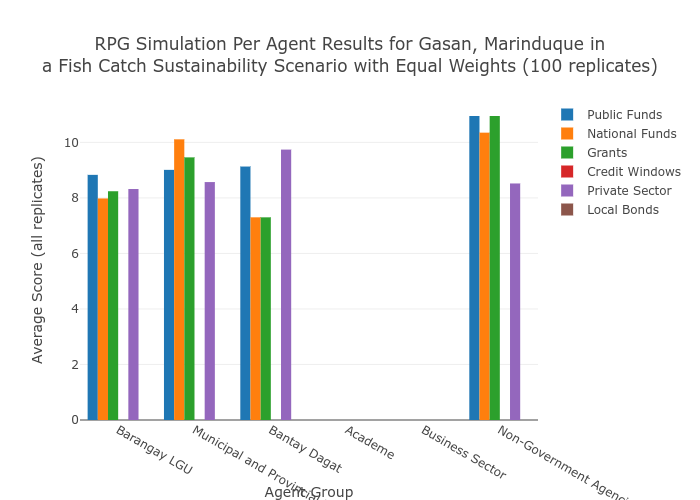 RPG Simulation Per Agent Results for Gasan, Marinduque in
a Fish Catch Sustainability Scenario with Equal Weights (100 replicates)
Public Funds
National Funds
Grants
Credit Windows
Private Sector
Local Bonds
Average Score (all replicates)
10
8
6
4
2
0
Barangay LGU
Municipal and Provincial
Bantay Dagat
Academe
Business Sector
Non-Government Agenci
Agent Group